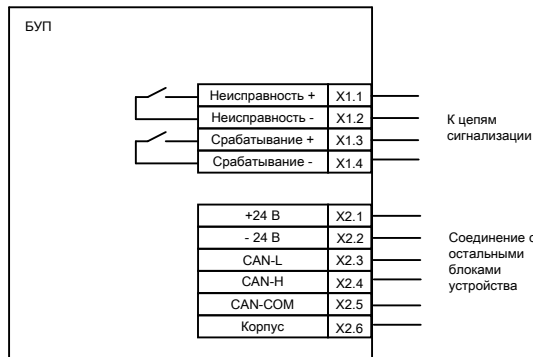 БУП
Неисправность + X1.1
Неисправность - X1.2
Срабатывание + X1.3
Срабатывание - X1.4
К цепям
сигнализации
+24 В X2.1
- 24 В X2.2
CAN-L X2.3
CAN-H X2.4
CAN-COM X2.5
Корпус X2.6
Соединение с
остальными
блоками
устройства